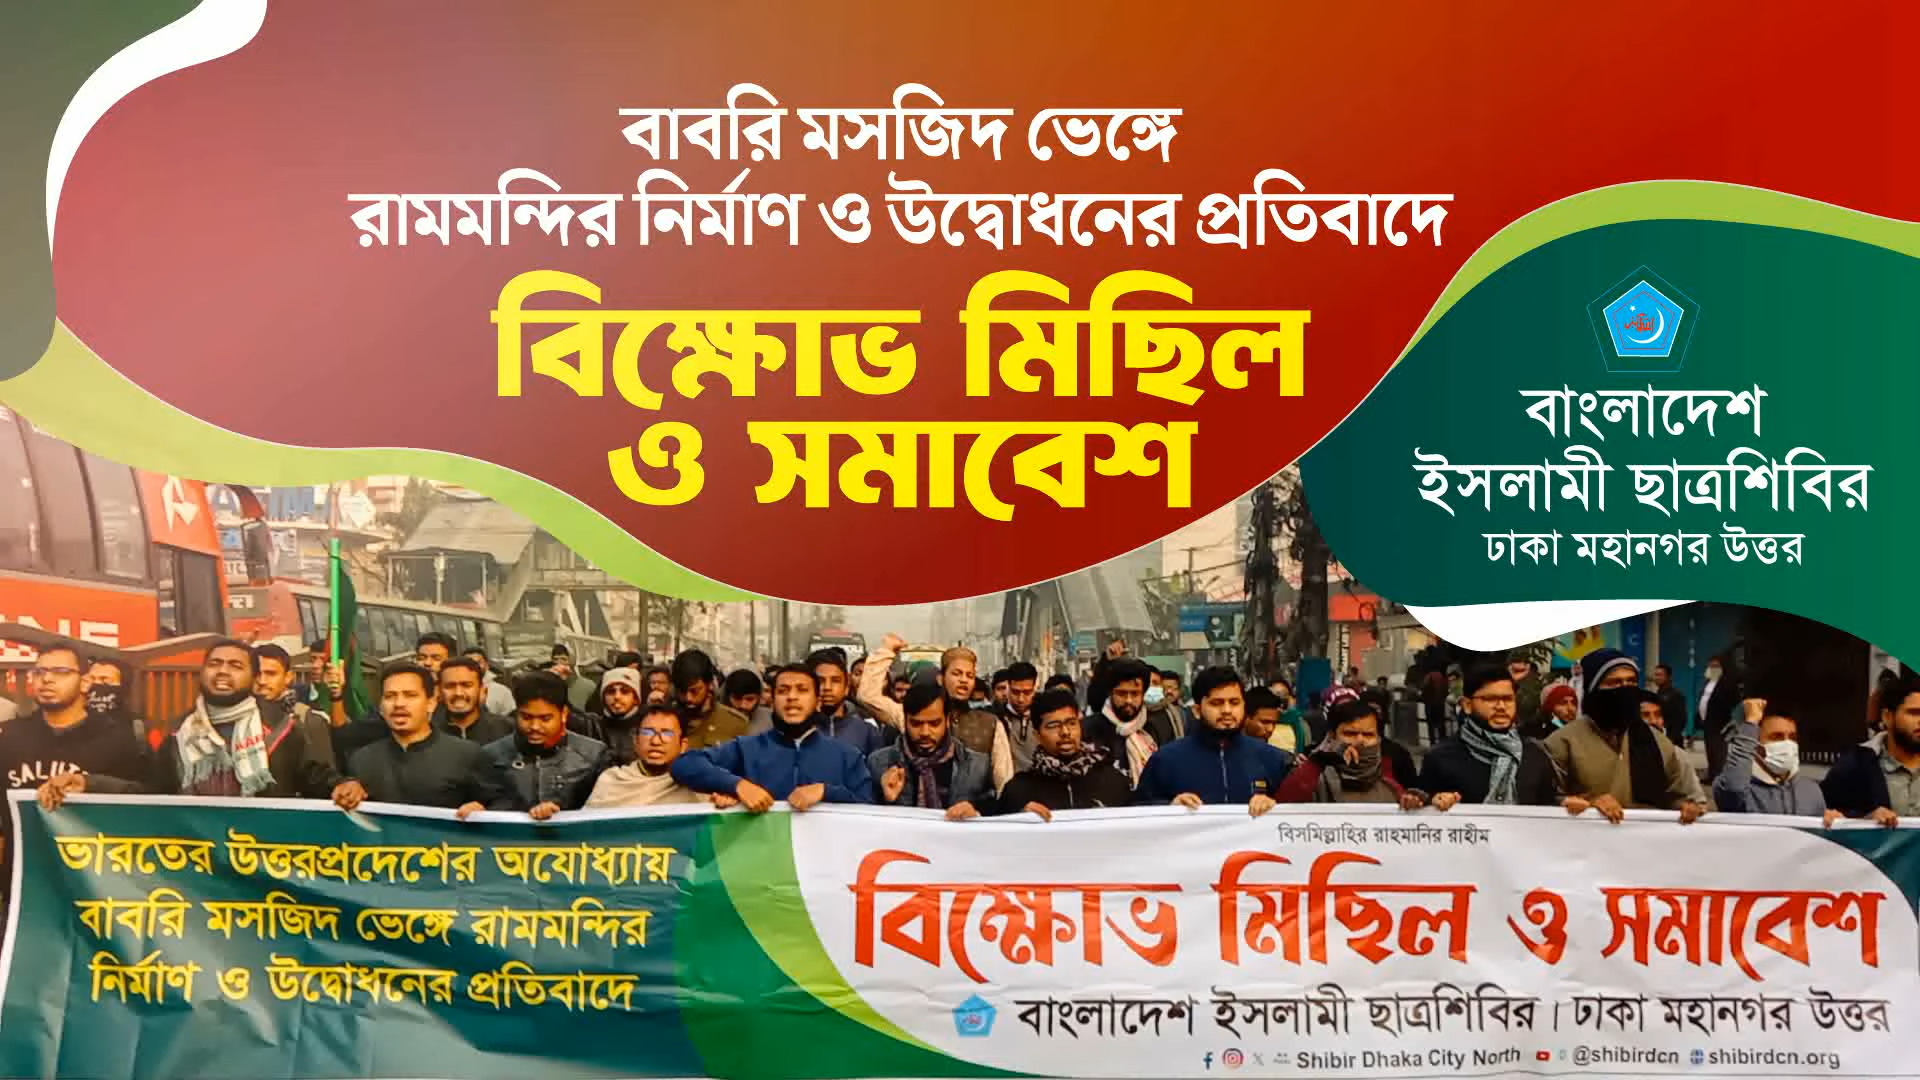 বাবরি মসজিদ ভেঙ্গে
রামমন্দির নির্মাণ ও উদ্বোধনের প্রতিবাদে
বিক্ষোভ মিছিল
ও সমাবেশ
বাংলাদেশ
ইসলামী ছাত্রশিবির
ঢাকা মহানগর উত্তর
SALUT
ভারতের উত্তরপ্রদেশের অযোধ্যায়
বাবরি মসজিদ ভেঙ্গে রামমন্দির
নির্মাণ ও উদ্বোধনের প্রতিবাদে
বিসমিল্লাহির রাহমানির রাহীম
বিক্ষোভ মিছিল ও সমাবেশ
বাংলাদেশ ইসলামী ছাত্রশিবির । ঢাকা মহানগর উত্তর
Shibir Dhaka City North @shibirdcn shibirdcn.org